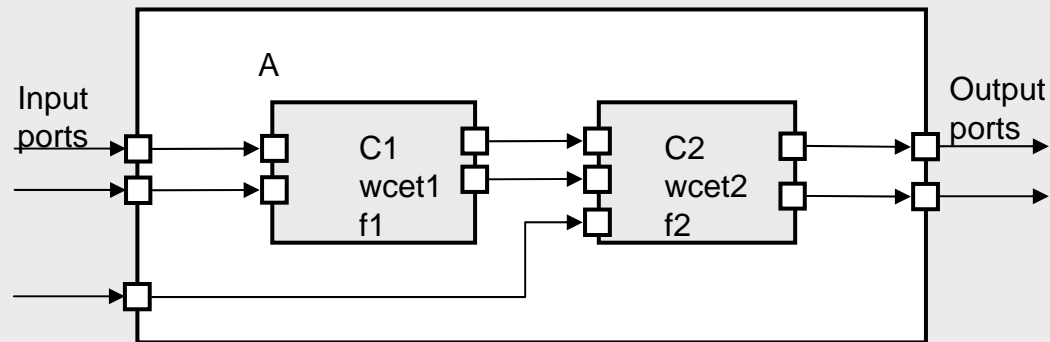 A
Input
ports
Output
ports
C1
wcet1
f1
C2
wcet2
f2